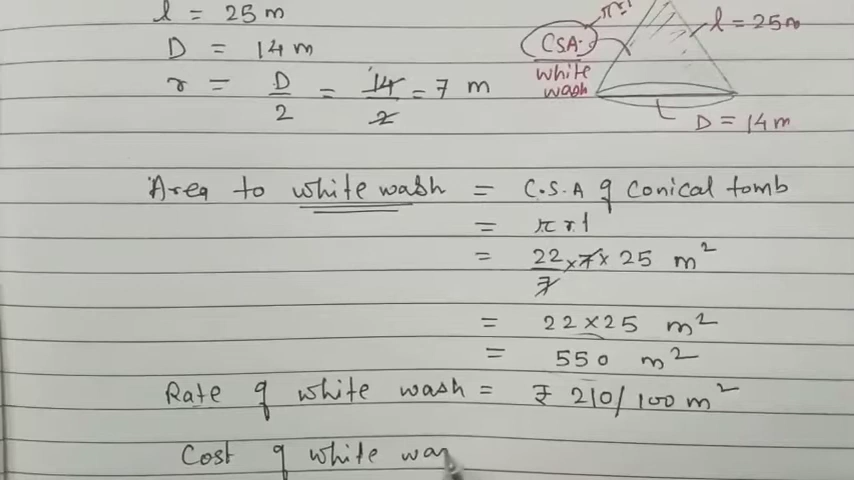 l = 25 m
D = 14 m
r = D/2 = 14/2 = 7 m
πrl
CSA
white
wash
l = 25m
D = 14 m
Area to white wash = C.S.A of Conical tomb
= πrl
= 22/7 × 7 × 25 m²
= 22×25 m²
= 550 m²
Rate of white wash = ₹ 210/100 m²
Cost of white wa